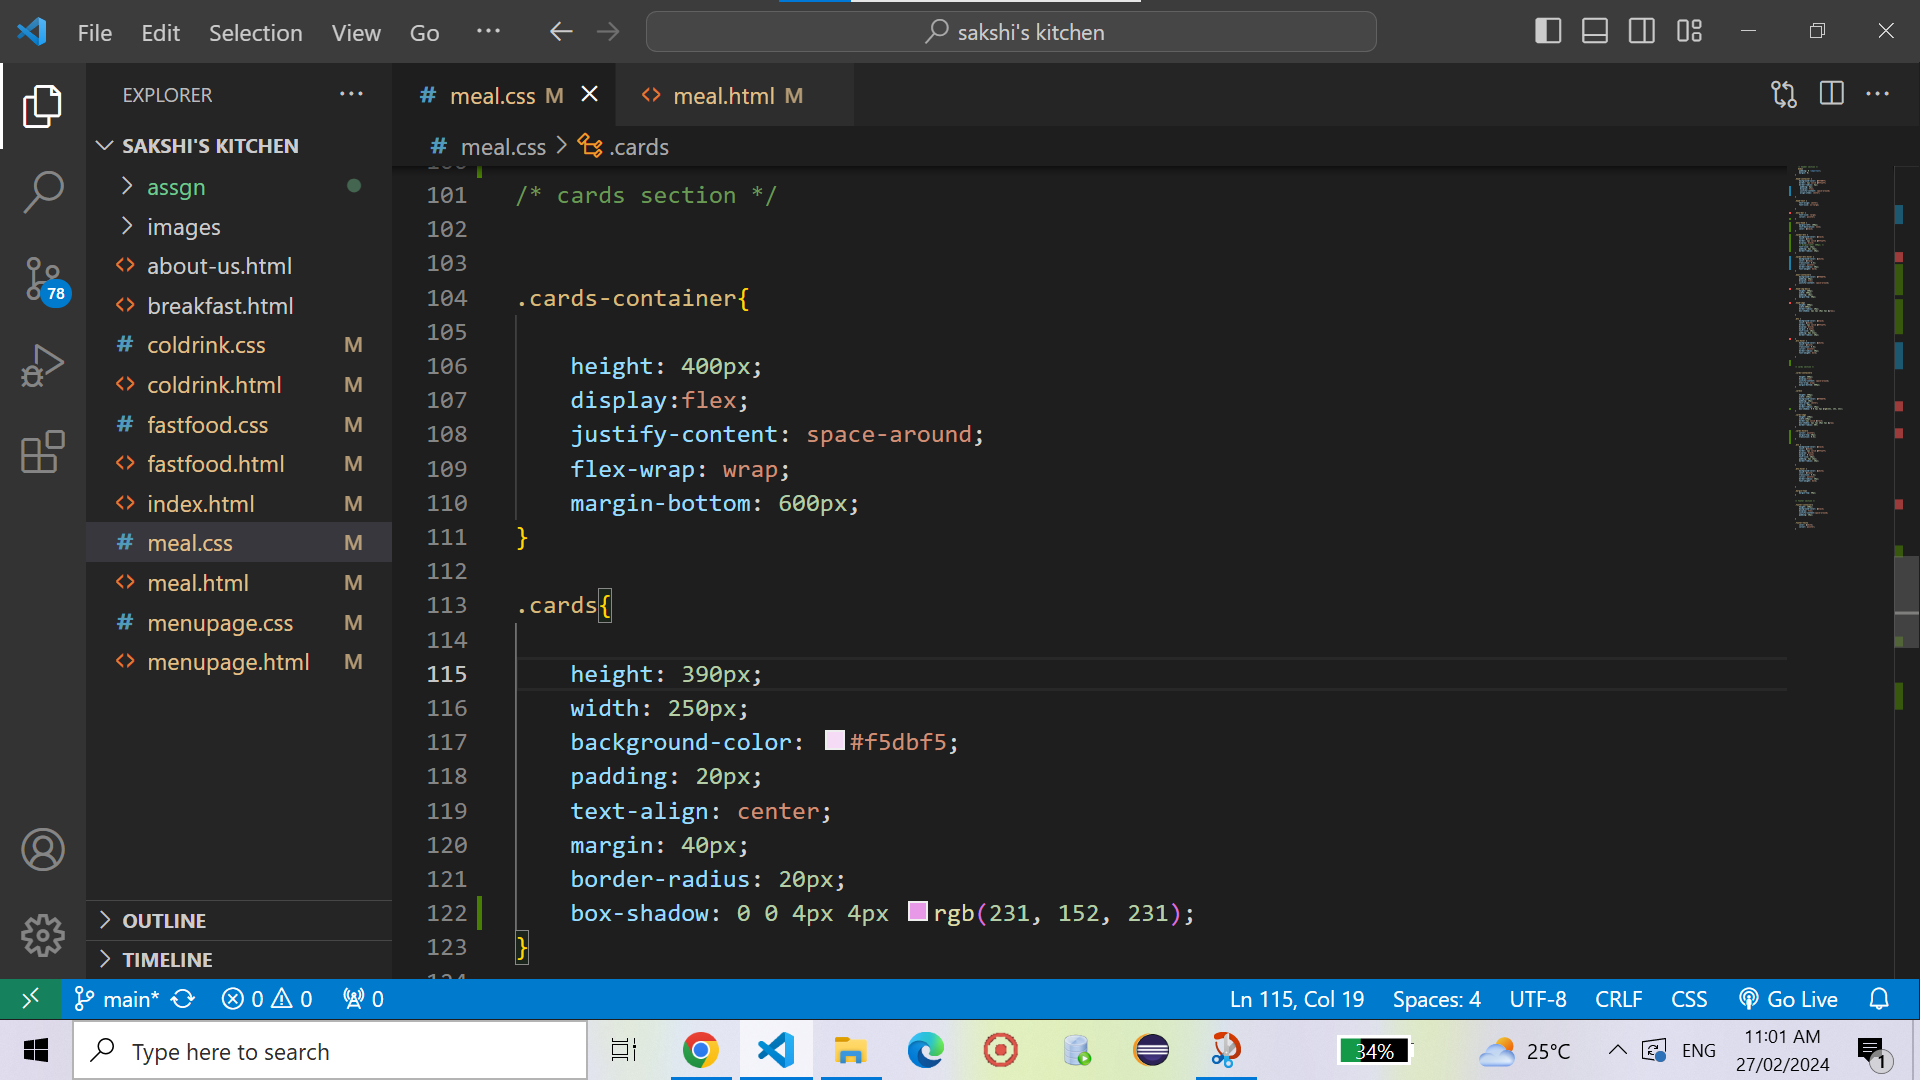 File Edit Selection View Go ··· sakshi's kitchen
EXPLORER ···
# meal.css M × <> meal.html M ···
# meal.css > .cards
SAKSHI'S KITCHEN
assgn
images
<> about-us.html
<> breakfast.html
# coldrink.css M
<> coldrink.html M
# fastfood.css M
<> fastfood.html M
<> index.html M
# meal.css M
<> meal.html M
# menupage.css M
<> menupage.html M
OUTLINE
TIMELINE
78
101 /* cards section */
102
103
104 .cards-container{
105
106 height: 400px;
107 display:flex;
108 justify-content: space-around;
109 flex-wrap: wrap;
110 margin-bottom: 600px;
111 }
112
113 .cards{
114
115 height: 390px;
116 width: 250px;
117 background-color: #f5dbf5;
118 padding: 20px;
119 text-align: center;
120 margin: 40px;
121 border-radius: 20px;
122 box-shadow: 0 0 4px 4px rgb(231, 152, 231);
123 }
main* 0 0 0 Ln 115, Col 19 Spaces: 4 UTF-8 CRLF CSS Go Live
Type here to search 34% 25°C ENG 11:01 AM
27/02/2024 1